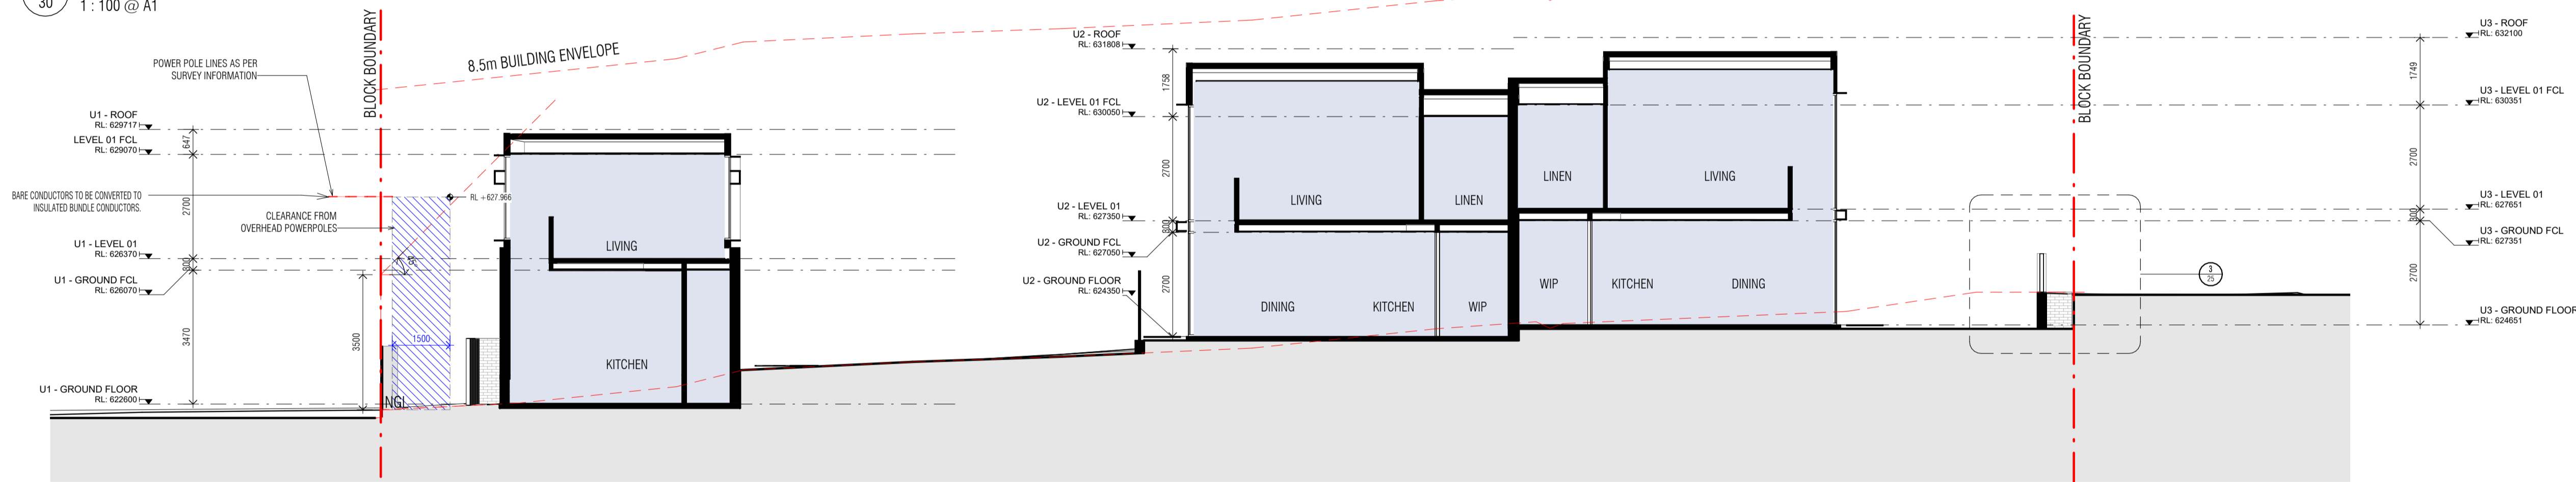 30
1 : 100 @ A1
BLOCK BOUNDARY
8.5m BUILDING ENVELOPE
POWER POLE LINES AS PER
SURVEY INFORMATION
U1 - ROOF
RL: 629717
LEVEL 01 FCL
RL: 629070
647
BARE CONDUCTORS TO BE CONVERTED TO
INSULATED BUNDLE CONDUCTORS.
2700
RL +627.966
CLEARANCE FROM
OVERHEAD POWERPOLES
U1 - LEVEL 01
RL: 626370
300
45°
U1 - GROUND FCL
RL: 626070
3470
3500
1500
U1 - GROUND FLOOR
RL: 622600
NGL
LIVING
KITCHEN
U2 - ROOF
RL: 631808
1758
U2 - LEVEL 01 FCL
RL: 630050
2700
U2 - LEVEL 01
RL: 627350
300
U2 - GROUND FCL
RL: 627050
U2 - GROUND FLOOR
RL: 624350
2700
LIVING
LINEN
LINEN
LIVING
DINING
KITCHEN
WIP
WIP
KITCHEN
DINING
BLOCK BOUNDARY
3
25
U3 - ROOF
RL: 632100
1749
U3 - LEVEL 01 FCL
RL: 630351
2700
U3 - LEVEL 01
RL: 627651
300
U3 - GROUND FCL
RL: 627351
2700
U3 - GROUND FLOOR
RL: 624651